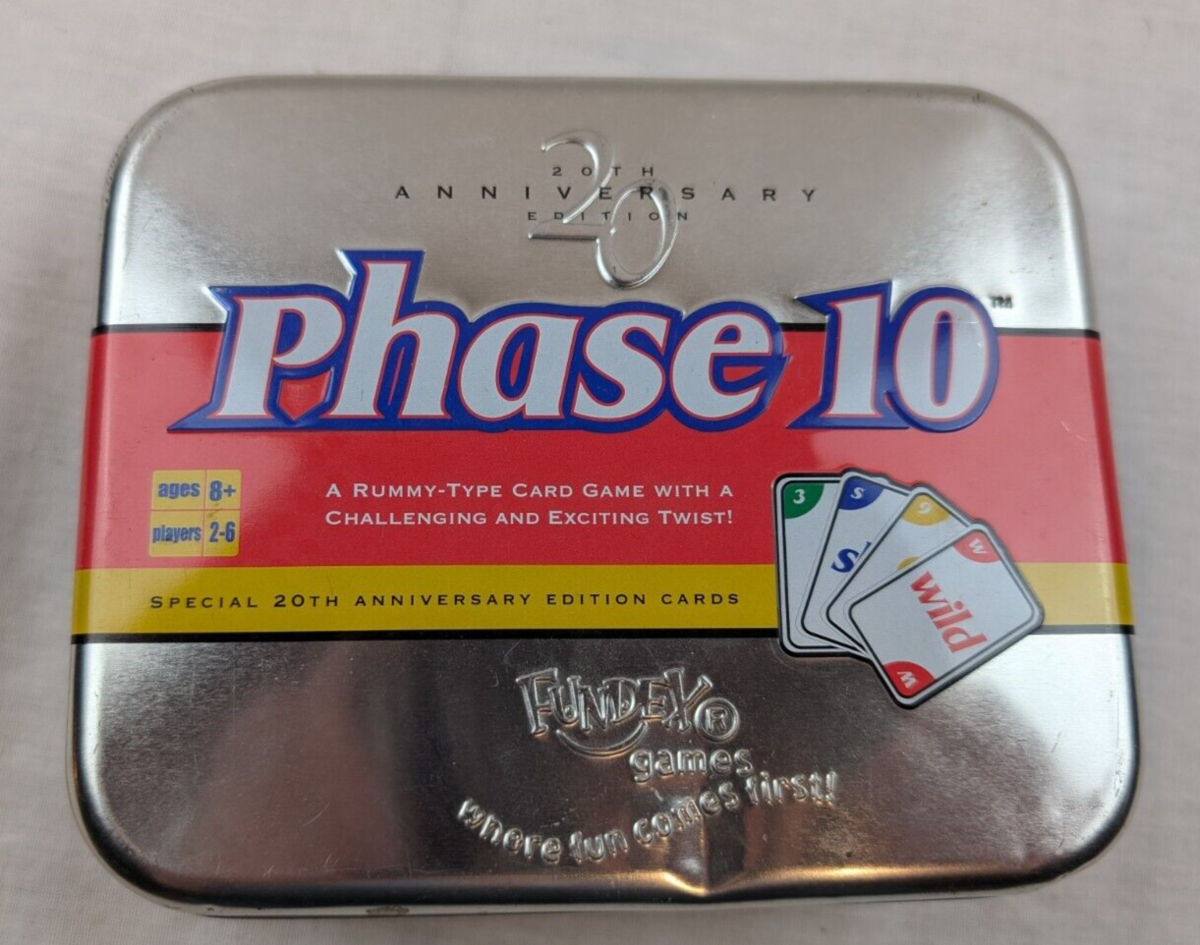 20
20TH
ANNIVERSARY
EDITION
Phase 10™
ages 8+
players 2-6
A RUMMY-TYPE CARD GAME WITH A
CHALLENGING AND EXCITING TWIST!
SPECIAL 20TH ANNIVERSARY EDITION CARDS
3
S
9
W
S
wild
W
FUNDEX®
games
where fun comes first!